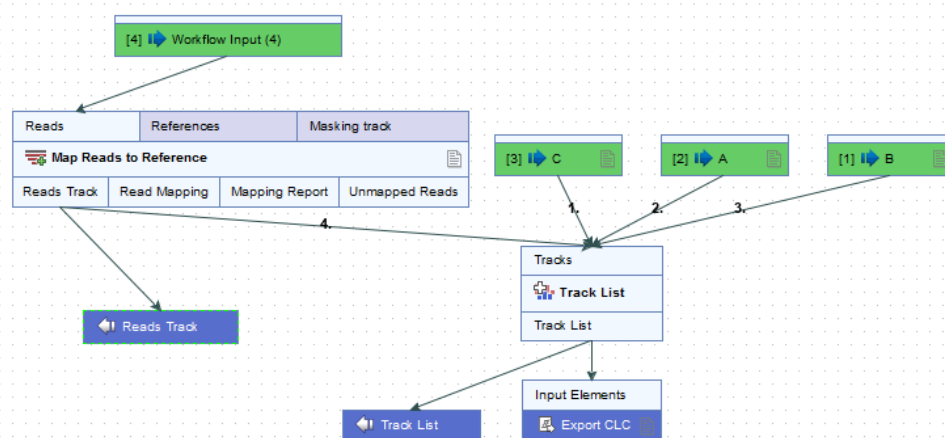 [4] Workflow Input (4)
Reads References Masking track
Map Reads to Reference
Reads Track Read Mapping Mapping Report Unmapped Reads
[3] C [2] A [1] B
1. 2. 3.
4.
Tracks
Track List
Track List
Reads Track
Input Elements
Track List Export CLC